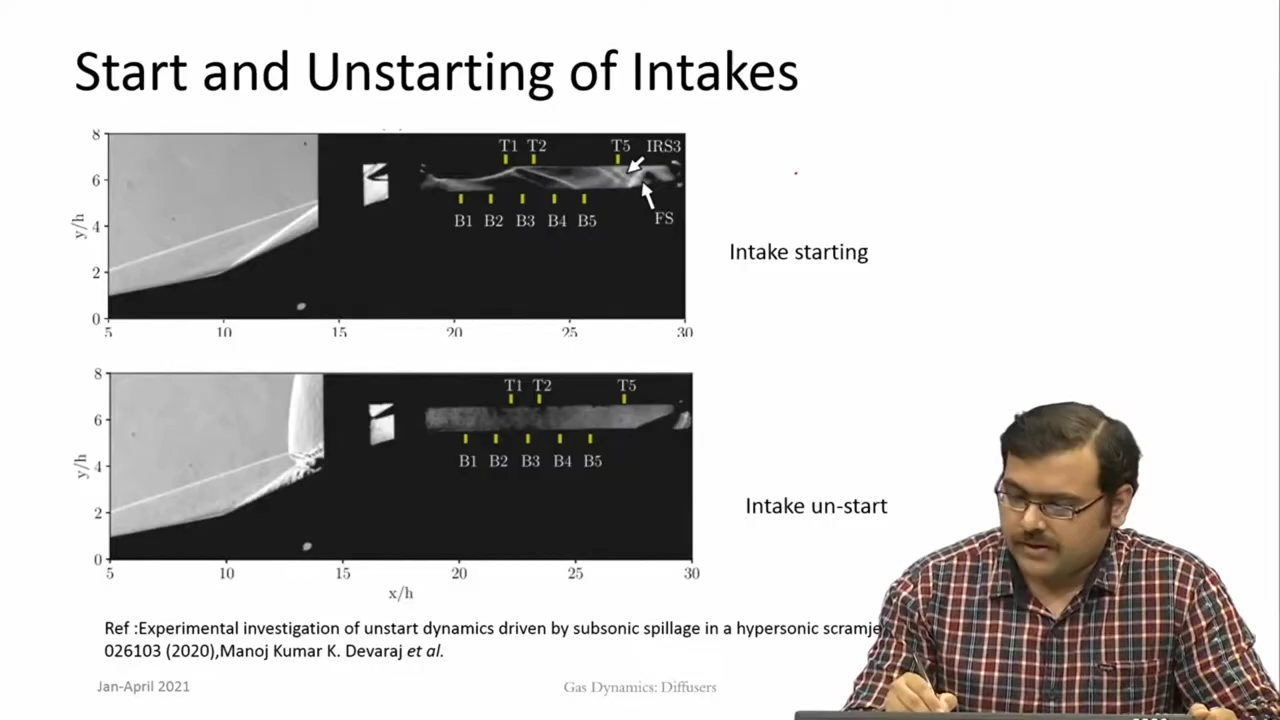 Start and Unstarting of Intakes
8
6
4
2
0
y/h
5
10
15
20
25
30
T1
T2
T5
IRS3
B1
B2
B3
B4
B5
FS
Intake starting
8
6
4
2
0
y/h
5
10
15
20
25
30
x/h
T1
T2
T5
B1
B2
B3
B4
B5
Intake un-start
Ref :Experimental investigation of unstart dynamics driven by subsonic spillage in a hypersonic
026103 (2020),Manoj Kumar K. Devaraj et al.
Jan-April 2021
Gas Dynamics: Diffusers